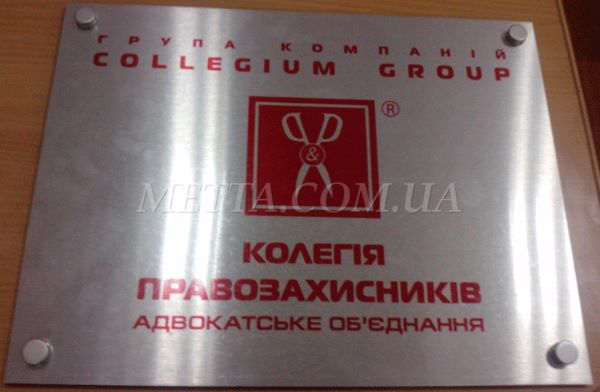 ГРУПА КОМПАНІЙ
COLLEGIUM GROUP
®
&
METTA.COM.UA
КОЛЕГІЯ
ПРАВОЗАХИСНИКІВ
АДВОКАТСЬКЕ ОБ'ЄДНАННЯ